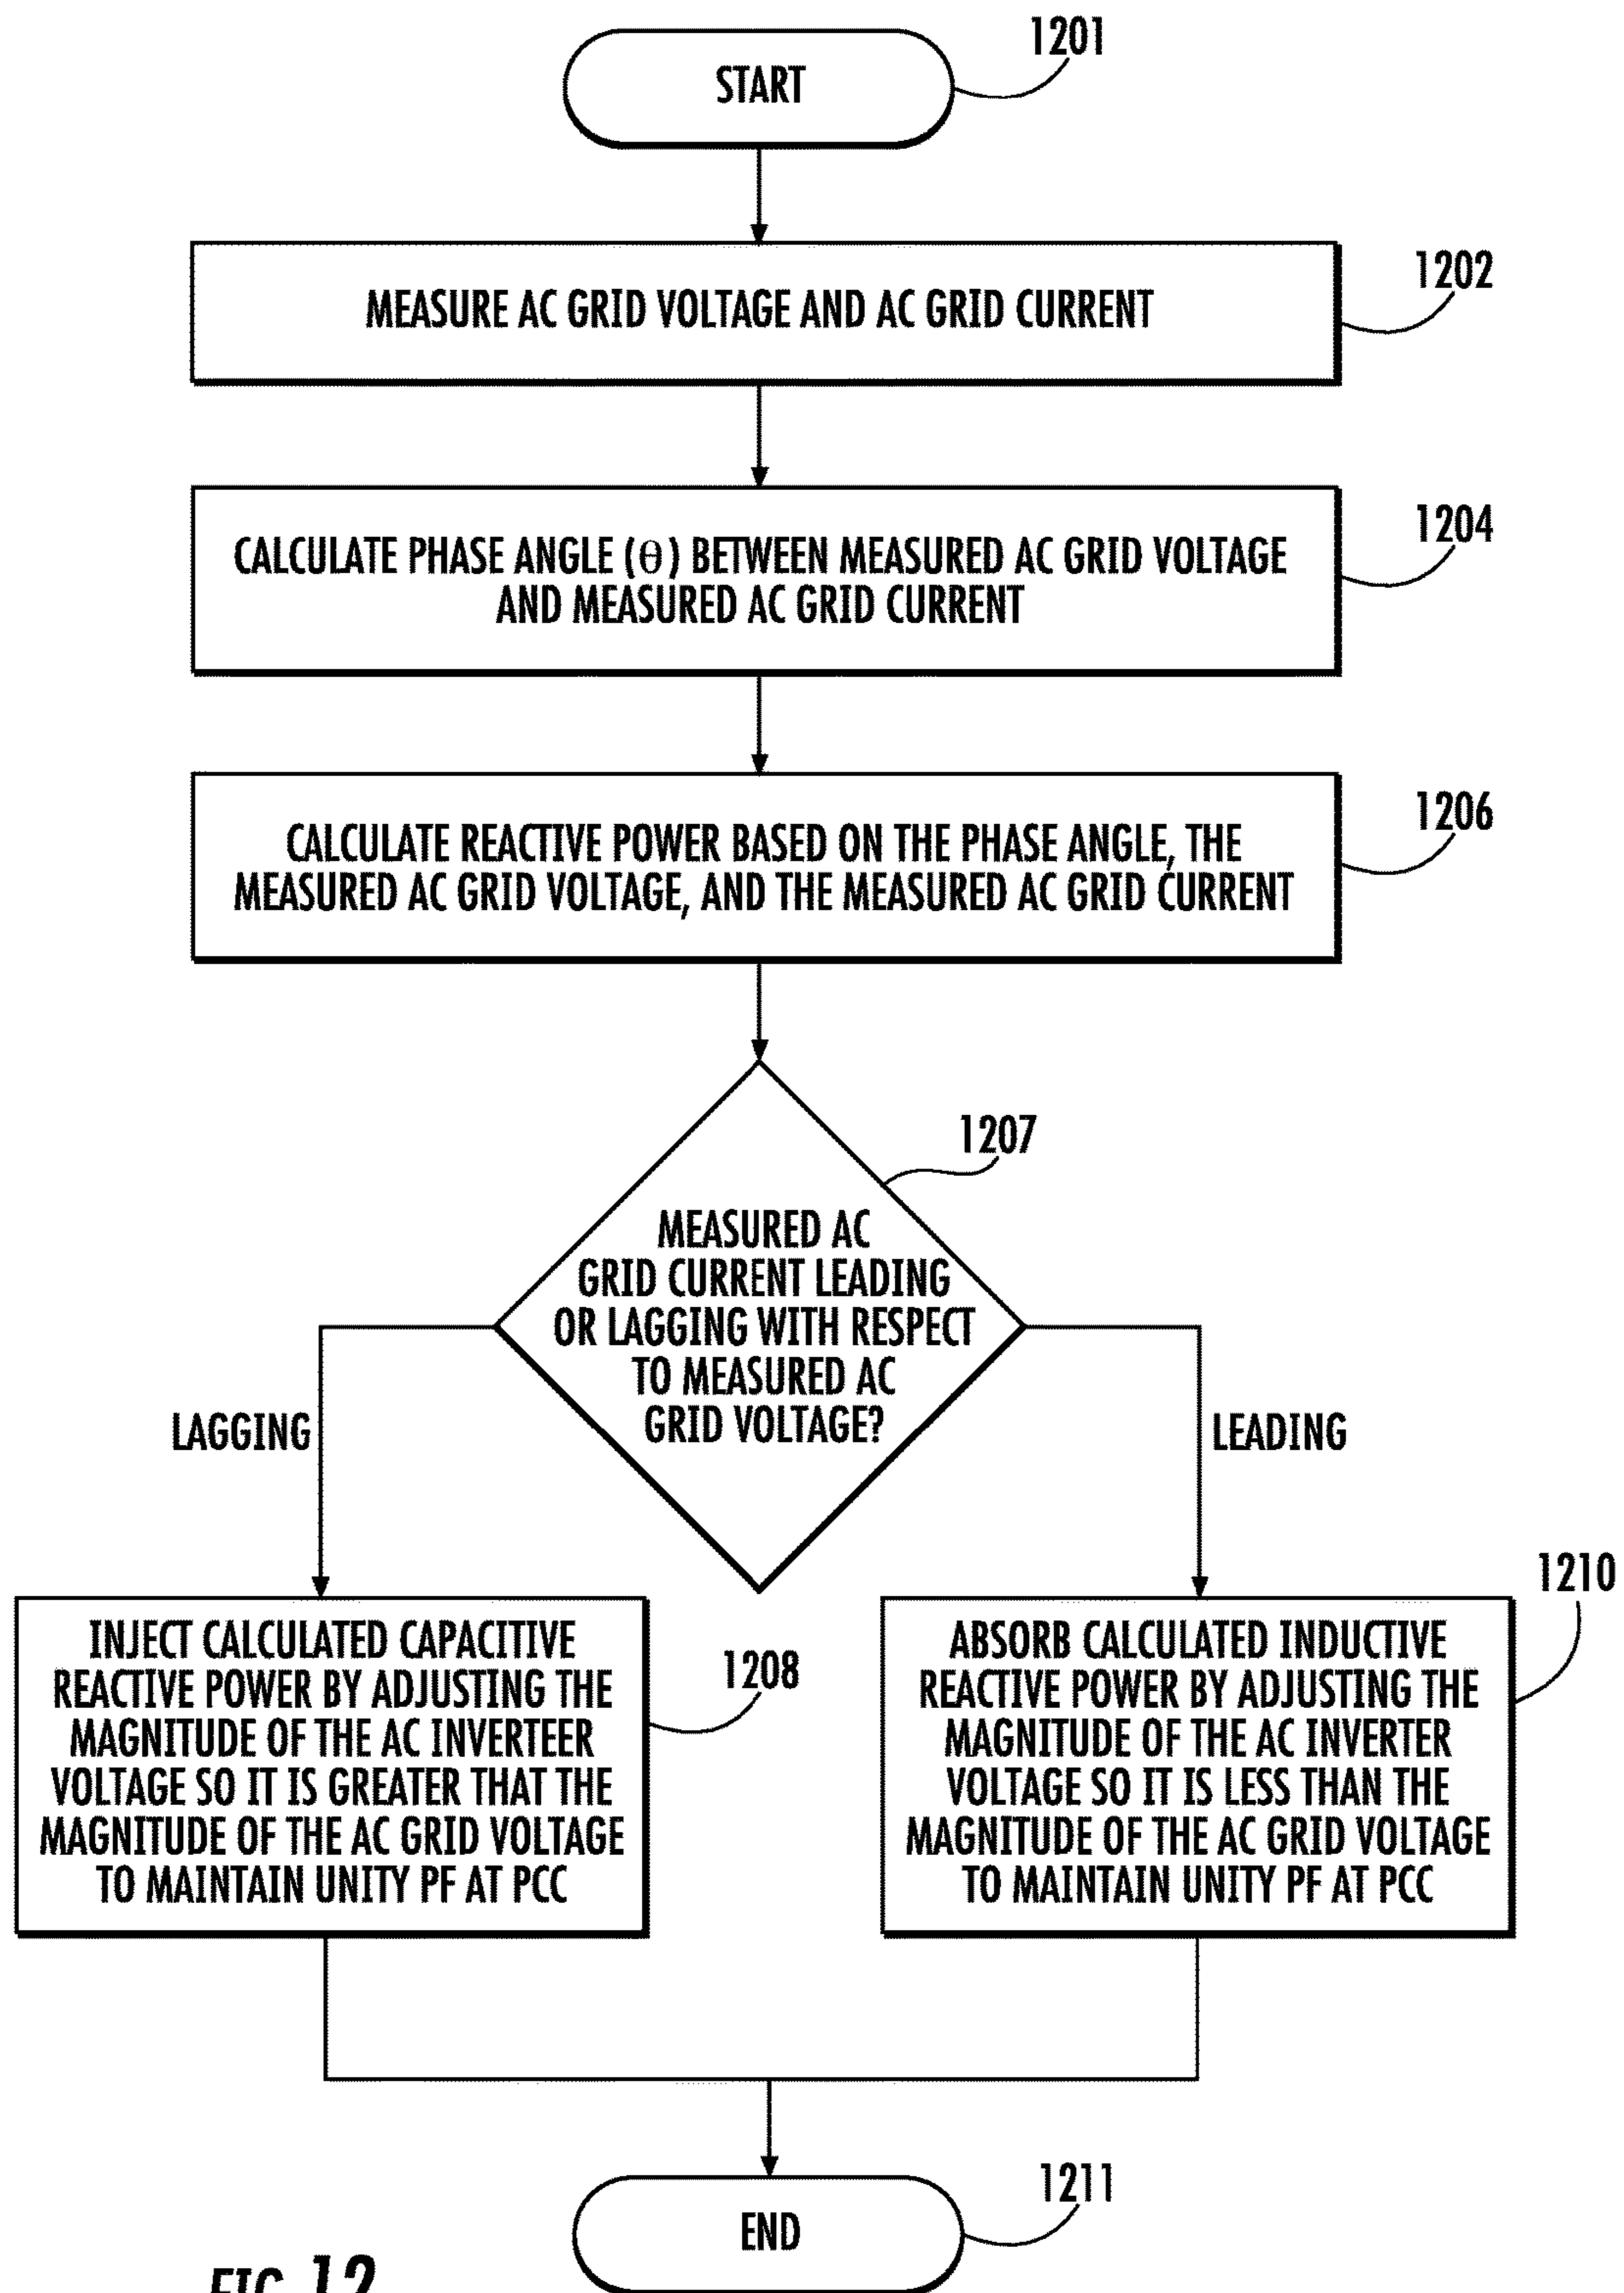 START
1201
MEASURE AC GRID VOLTAGE AND AC GRID CURRENT
1202
CALCULATE PHASE ANGLE (θ) BETWEEN MEASURED AC GRID VOLTAGE
AND MEASURED AC GRID CURRENT
1204
CALCULATE REACTIVE POWER BASED ON THE PHASE ANGLE, THE
MEASURED AC GRID VOLTAGE, AND THE MEASURED AC GRID CURRENT
1206
1207
MEASURED AC
GRID CURRENT LEADING
OR LAGGING WITH RESPECT
TO MEASURED AC
GRID VOLTAGE?
LAGGING
LEADING
INJECT CALCULATED CAPACITIVE
REACTIVE POWER BY ADJUSTING THE
MAGNITUDE OF THE AC INVERTEER
VOLTAGE SO IT IS GREATER THAT THE
MAGNITUDE OF THE AC GRID VOLTAGE
TO MAINTAIN UNITY PF AT PCC
1208
ABSORB CALCULATED INDUCTIVE
REACTIVE POWER BY ADJUSTING THE
MAGNITUDE OF THE AC INVERTER
VOLTAGE SO IT IS LESS THAN THE
MAGNITUDE OF THE AC GRID VOLTAGE
TO MAINTAIN UNITY PF AT PCC
1210
END
1211
FIG. 12